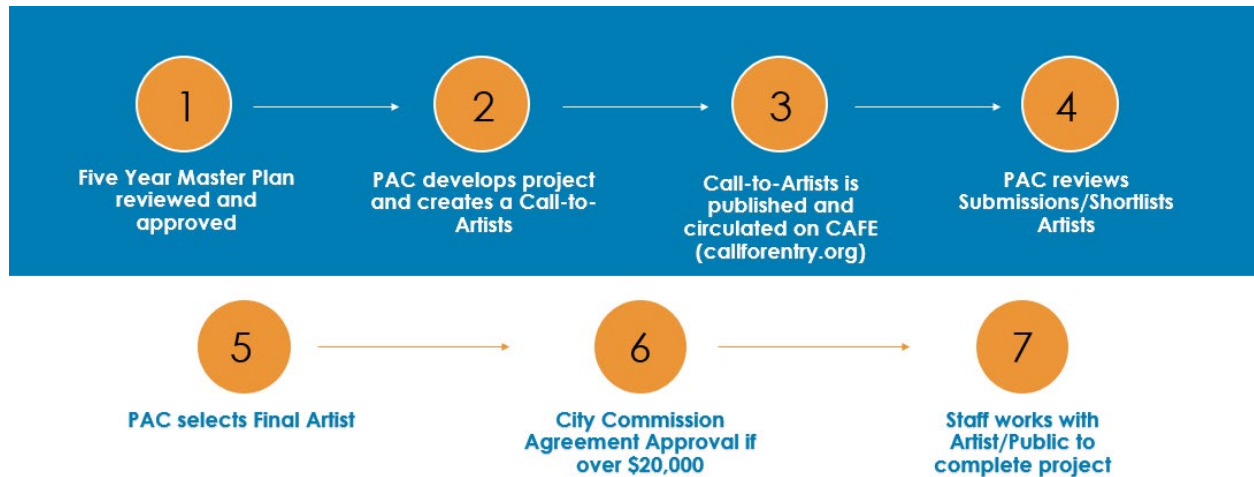 1
Five Year Master Plan
reviewed and
approved
2
PAC develops project
and creates a Call-to-
Artists
3
Call-to-Artists is
published and
circulated on CAFE
(callforentry.org)
4
PAC reviews
Submissions/Shortlists
Artists
5
PAC selects Final Artist
6
City Commission
Agreement Approval if
over $20,000
7
Staff works with
Artist/Public to
complete project